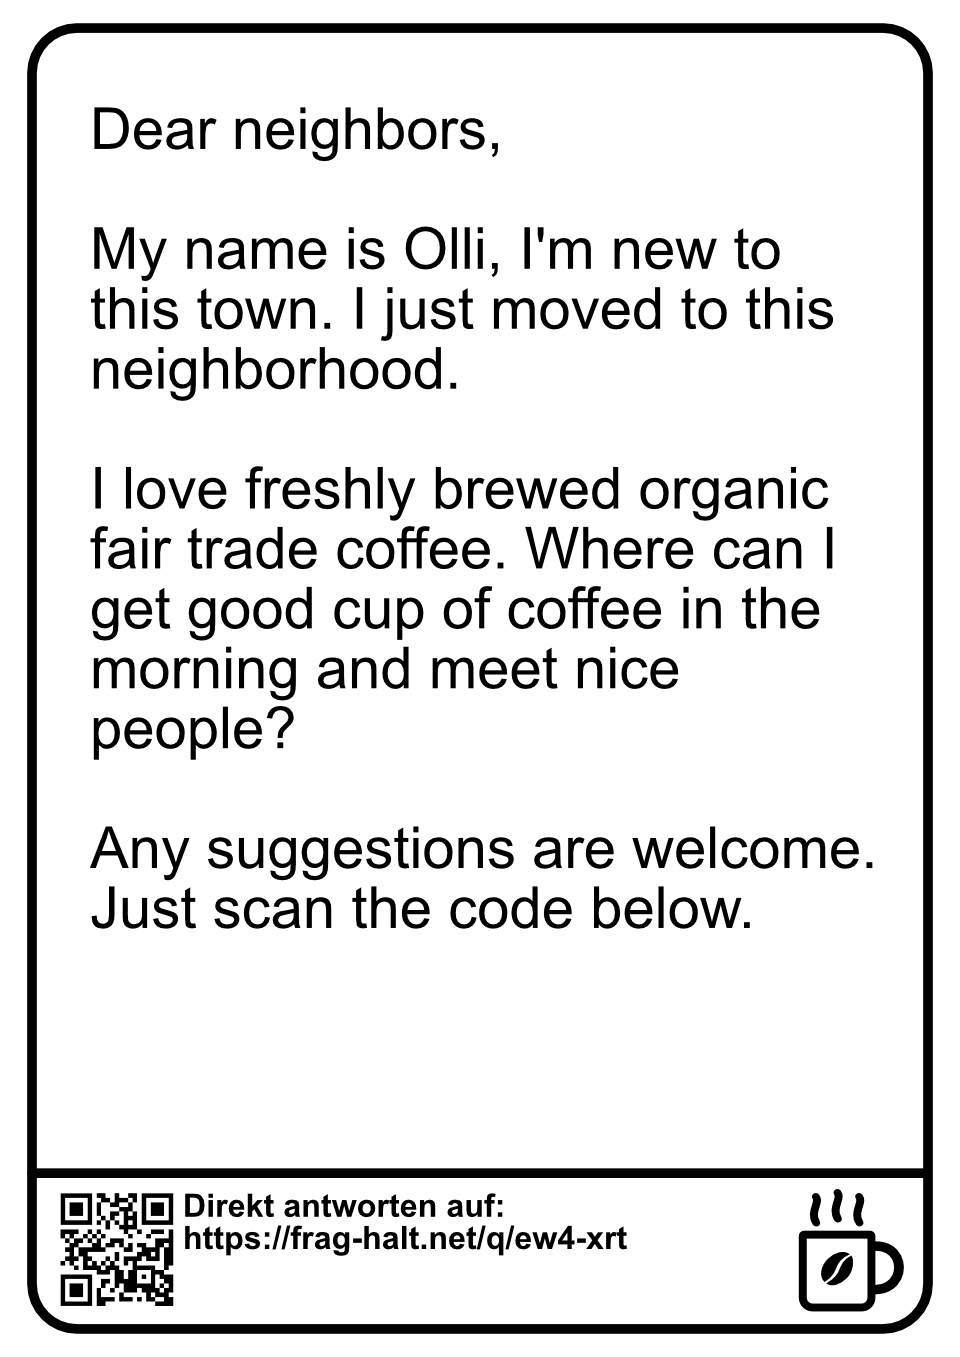 Dear neighbors,
My name is Olli, I'm new to
this town. I just moved to this
neighborhood.
I love freshly brewed organic
fair trade coffee. Where can I
get good cup of coffee in the
morning and meet nice
people?
Any suggestions are welcome.
Just scan the code below.
Direkt antworten auf:
https://frag-halt.net/q/ew4-xrt